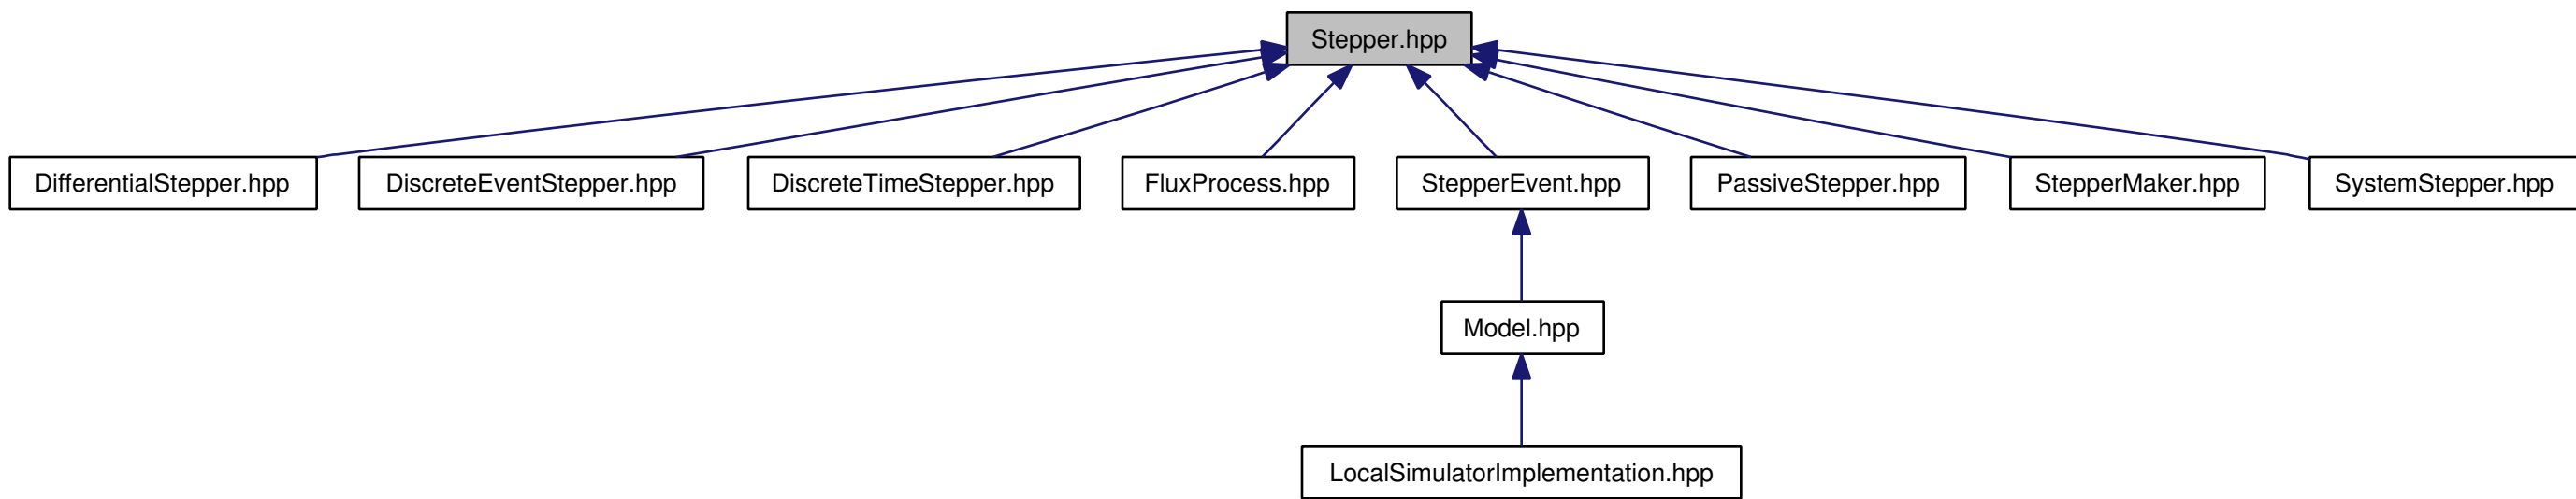 Stepper.hpp
DifferentialStepper.hpp
DiscreteEventStepper.hpp
DiscreteTimeStepper.hpp
FluxProcess.hpp
StepperEvent.hpp
PassiveStepper.hpp
StepperMaker.hpp
SystemStepper.hpp
Model.hpp
LocalSimulatorImplementation.hpp